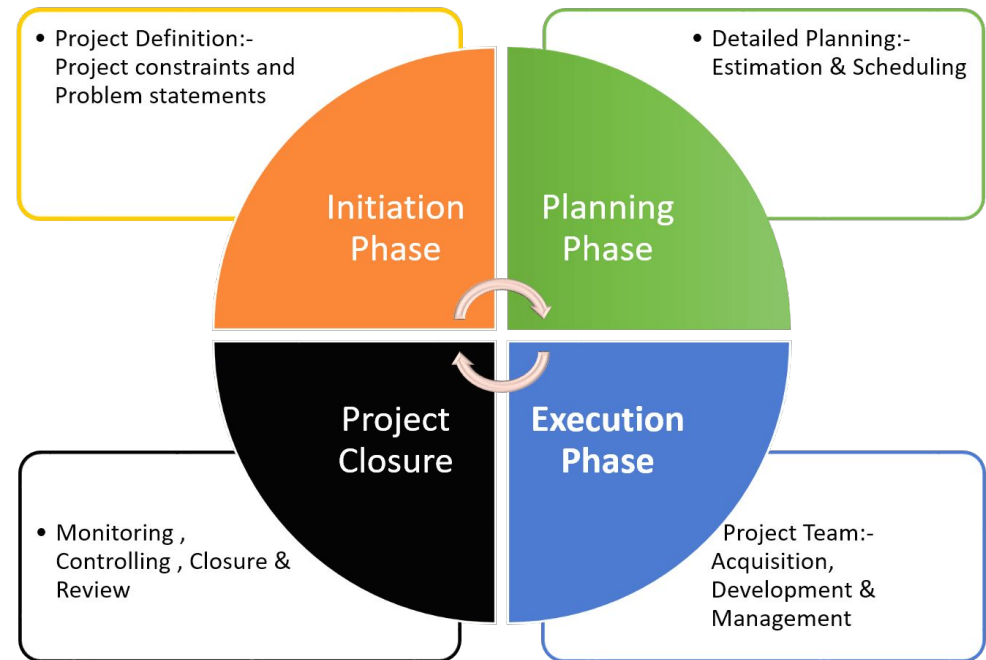 • Project Definition:-
Project constraints and
Problem statements
• Detailed Planning:-
Estimation & Scheduling
Initiation
Phase
Planning
Phase
Project
Closure
Execution
Phase
• Monitoring ,
Controlling , Closure &
Review
Project Team:-
Acquisition,
Development &
Management